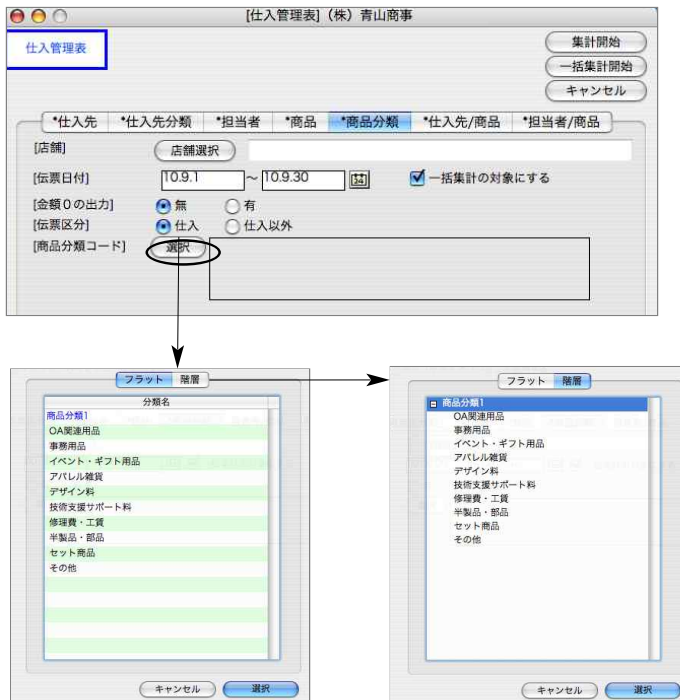 [仕入管理表]（株）青山商事
仕入管理表
集計開始
一括集計開始
キャンセル
*仕入先 *仕入先分類 *担当者 *商品 *商品分類 *仕入先/商品 *担当者/商品
[店舗] 店舗選択
[伝票日付] 10.9.1 〜 10.9.30 一括集計の対象にする
[金額0の出力] 無 有
[伝票区分] 仕入 仕入以外
[商品分類コード] 選択
フラット 階層
分類名
商品分類1
OA関連用品
事務用品
イベント・ギフト用品
アパレル雑貨
デザイン料
技術支援サポート料
修理費・工賃
半製品・部品
セット商品
その他
キャンセル 選択
フラット 階層
商品分類1
OA関連用品
事務用品
イベント・ギフト用品
アパレル雑貨
デザイン料
技術支援サポート料
修理費・工賃
半製品・部品
セット商品
その他
キャンセル 選択